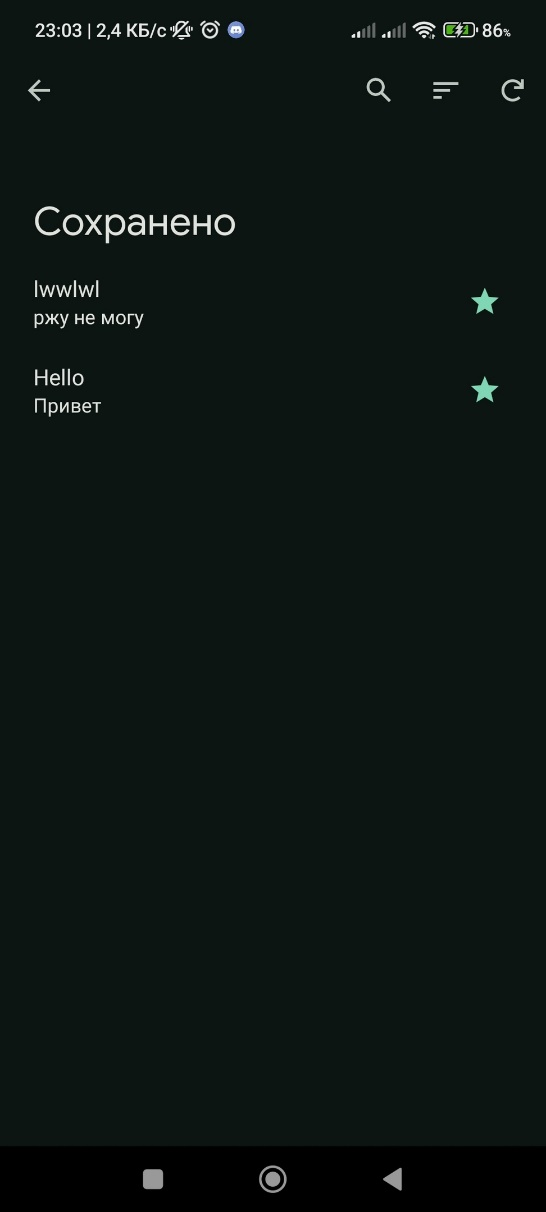 23:03 | 2,4 КБ/с 86%
Сохранено
lwwlwl
ржу не могу
Hello
Привет